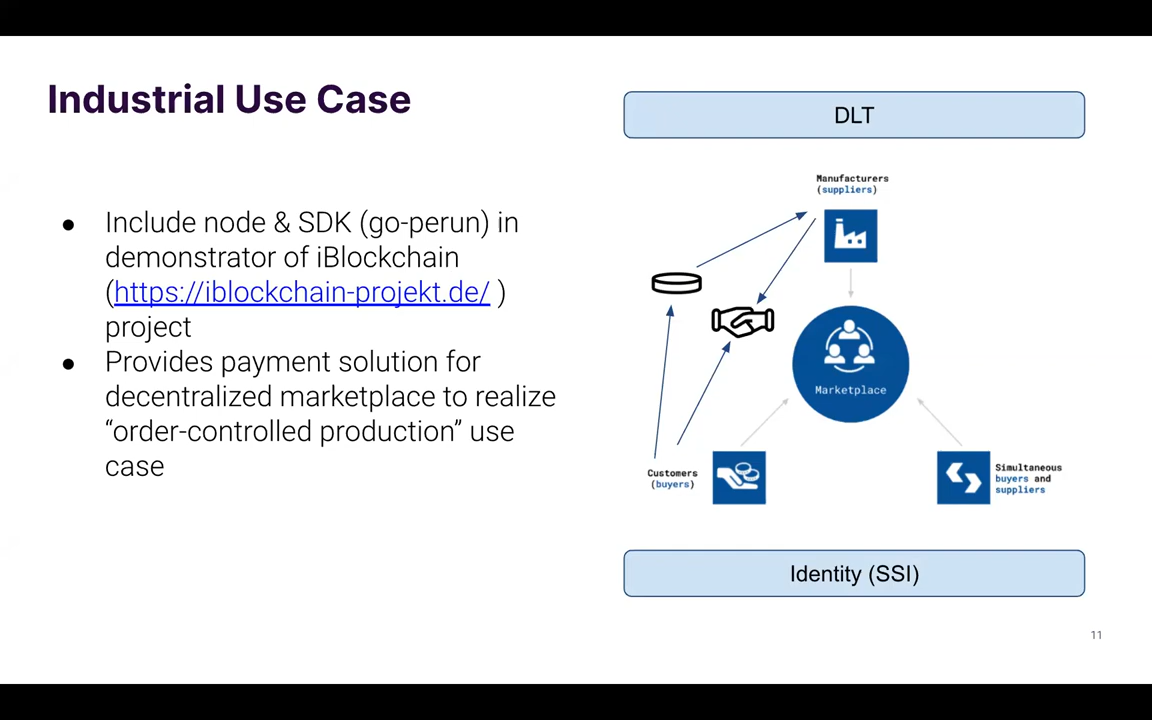 Industrial Use Case
● Include node & SDK (go-perun) in
demonstrator of iBlockchain
(https://iblockchain-projekt.de/ )
project
● Provides payment solution for
decentralized marketplace to realize
“order-controlled production” use
case
DLT
Manufacturers
(suppliers)
Marketplace
Customers
(buyers)
Simultaneous
buyers and
suppliers
Identity (SSI)
11